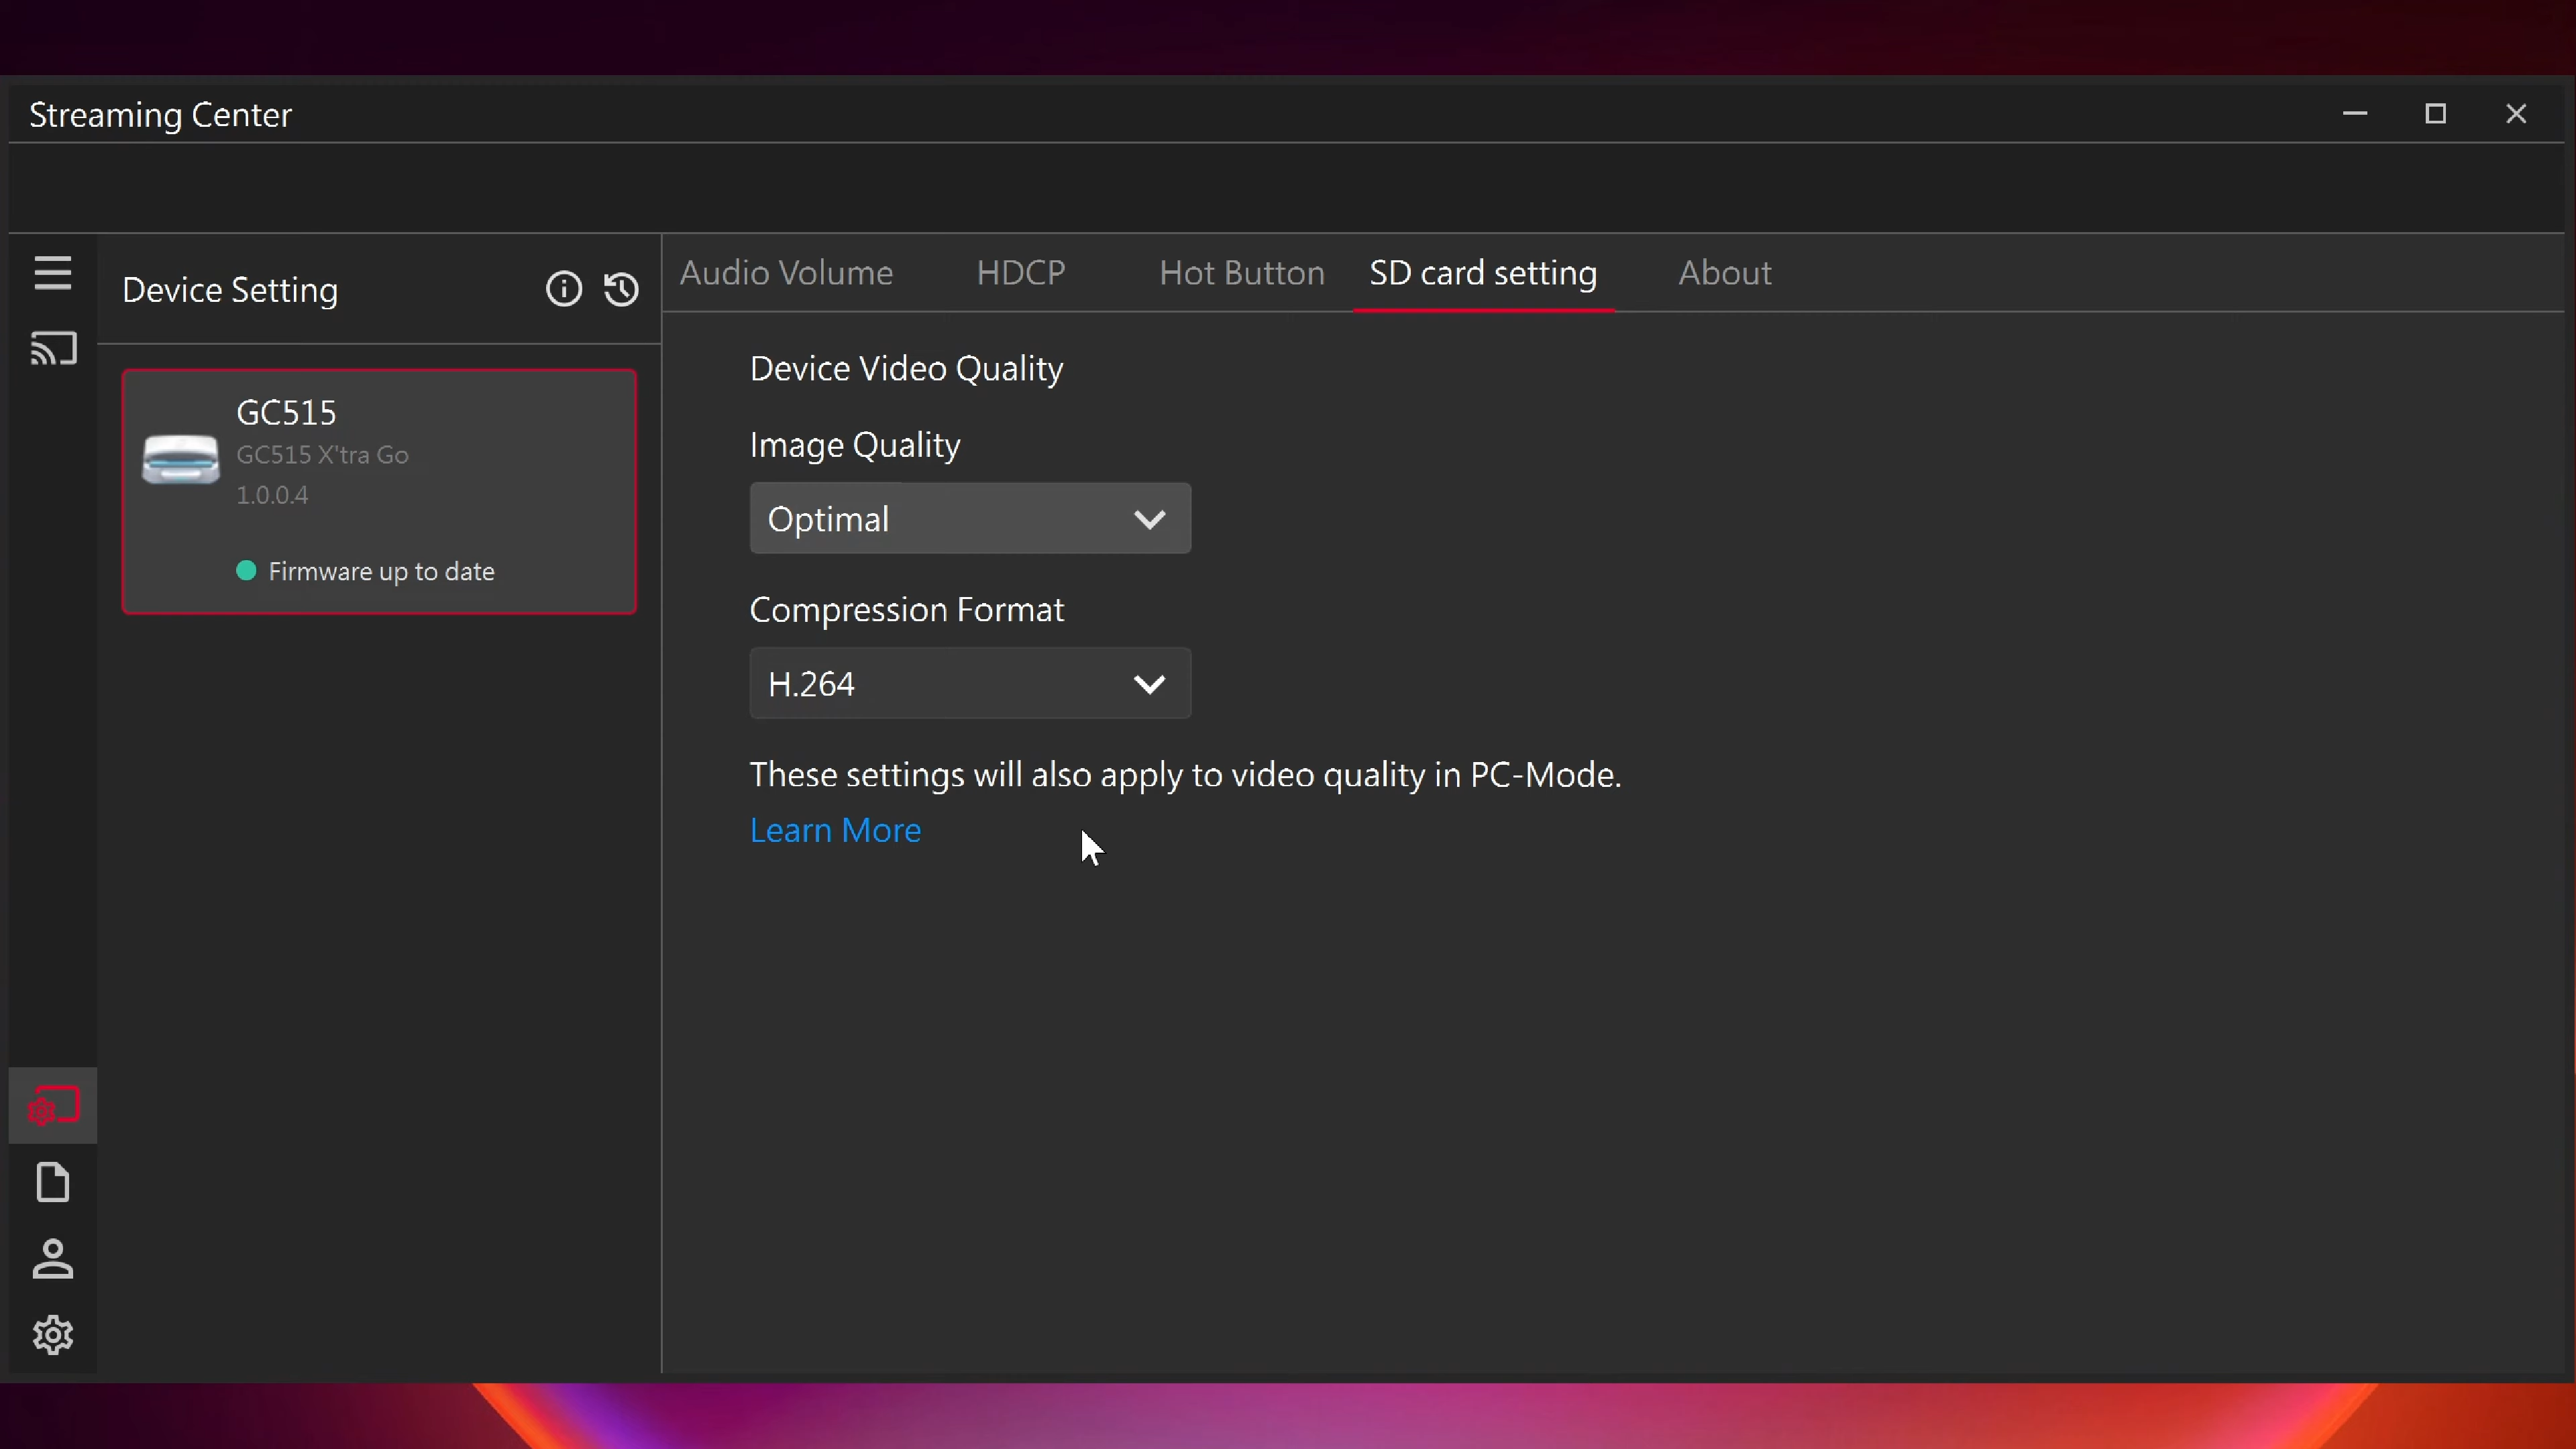 Streaming Center
Device Setting
Audio Volume
HDCP
Hot Button
SD card setting
About
GC515
GC515 X'tra Go
1.0.0.4
Firmware up to date
Device Video Quality
Image Quality
Optimal
Compression Format
H.264
These settings will also apply to video quality in PC-Mode.
Learn More